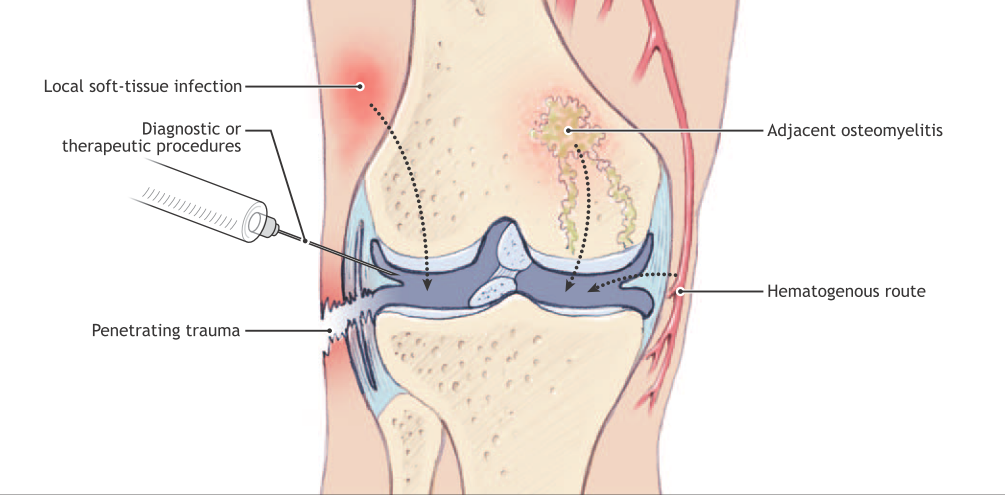 Local soft-tissue infection
Diagnostic or
therapeutic procedures
Adjacent osteomyelitis
Hematogenous route
Penetrating trauma